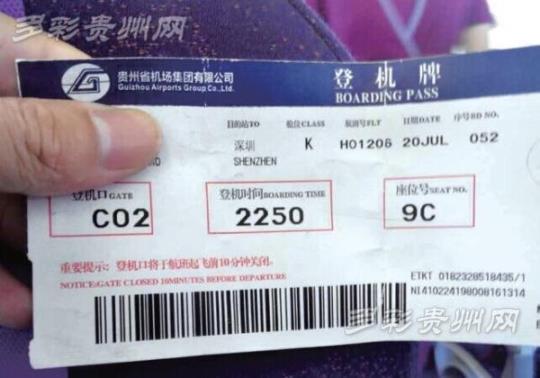 多彩贵州网
贵州省机场集团有限公司
Guizhou Airports Group Co.,Ltd.
登机牌
BOARDING PASS
目的站TO 舱位CLASS 航班号FLT 日期DATE 序号BD NO.
深圳 K HO1206 20JUL 052
SHENZHEN
登机口GATE 登机时间BOARDING TIME 座位号SEAT NO.
C02 2250 9C
重要提示：登机口将于航班起飞前10分钟关闭。
NOTICE:GATE CLOSED 10MINUTES BEFORE DEPARTURE
ETKT 0182328518435/1
NI410224198008161314
多彩贵州网